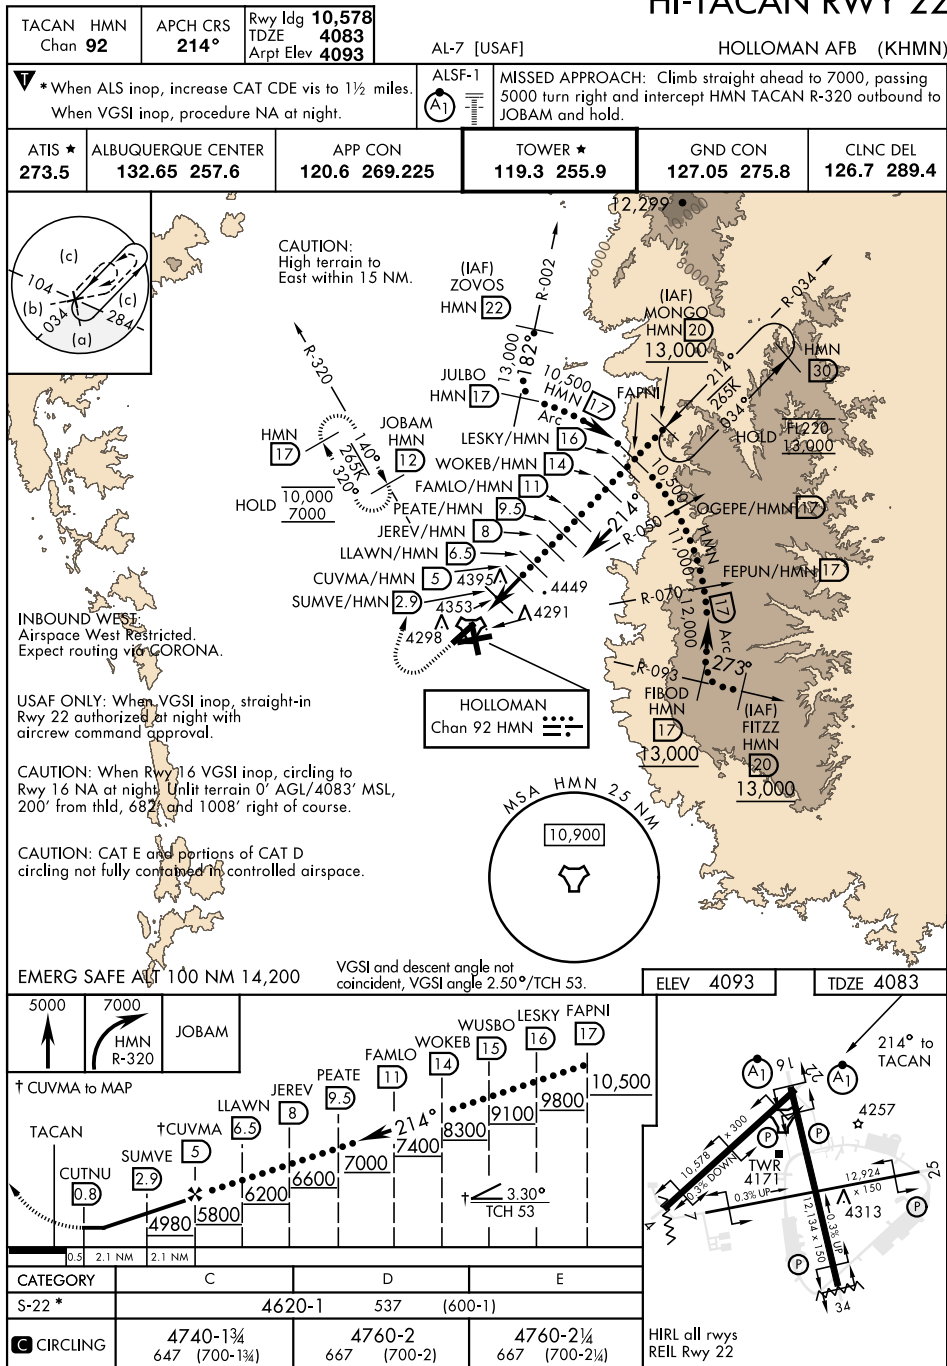 HI-TACAN RWY 22
TACAN HMN
Chan 92
APCH CRS
214°
Rwy ldg 10,578
TDZE 4083
Arpt Elev 4093
AL-7 [USAF]
HOLLOMAN AFB (KHMN)
T
* When ALS inop, increase CAT CDE vis to 1½ miles.
When VGSI inop, procedure NA at night.
ALSF-1
A1
MISSED APPROACH: Climb straight ahead to 7000, passing
5000 turn right and intercept HMN TACAN R-320 outbound to
JOBAM and hold.
ATIS ★
273.5
ALBUQUERQUE CENTER
132.65 257.6
APP CON
120.6 269.225
TOWER ★
119.3 255.9
GND CON
127.05 275.8
CLNC DEL
126.7 289.4
(c)
104
(b)
(c)
034
284
(a)
CAUTION:
High terrain to
East within 15 NM.
12,299
10,000
10,000
6000
8000
(IAF)
ZOVOS
HMN 22
R-002
13,000
182°
(IAF)
MONGO
HMN 20
13,000
R-034
HMN
30
214°
265K
034°
HOLD FL220
13,000
R-320
JULBO
HMN 17
10,500
HMN 17
Arc
FAPNI
HMN
17
140°
265K
320°
JOBAM
HMN
12
HOLD 10,000
7000
LESKY/HMN 16
WOKEB/HMN 14
FAMLO/HMN 11
PEATE/HMN 9.5
JEREV/HMN 8
LLAWN/HMN 6.5
CUVMA/HMN 5
SUMVE/HMN 2.9
214°
R-050
10,500
11,000
HMN
OGEPE/HMN 17
FEPUN/HMN 17
R-070
12,000
17
Arc
4395
4449
4353
4291
4298
R-093
273°
FIBOD
HMN
17
13,000
(IAF)
FITZZ
HMN
20
13,000
INBOUND WEST:
Airspace West Restricted.
Expect routing via CORONA.
HOLLOMAN
Chan 92 HMN
USAF ONLY: When VGSI inop, straight-in
Rwy 22 authorized at night with
aircrew command approval.
CAUTION: When Rwy 16 VGSI inop, circling to
Rwy 16 NA at night. Unlit terrain 0' AGL/4083' MSL,
200' from thld, 682' and 1008' right of course.
CAUTION: CAT E and portions of CAT D
circling not fully contained in controlled airspace.
MSA HMN 25 NM
10,900
EMERG SAFE ALT 100 NM 14,200
VGSI and descent angle not
coincident, VGSI angle 2.50°/TCH 53.
ELEV 4093
TDZE 4083
5000
7000
HMN
R-320
JOBAM
† CUVMA to MAP
TACAN
CUTNU
0.8
SUMVE
2.9
†CUVMA
5
LLAWN
6.5
JEREV
8
PEATE
9.5
FAMLO
11
WOKEB
14
WUSBO
15
LESKY
16
FAPNI
17
214°
10,500
9800
9100
8300
7400
7000
6600
6200
5800
4980
† 3.30°
TCH 53
0.5
2.1 NM
2.1 NM
214° to
TACAN
A1
16
22
A1
4257
P
P
10,578 x 300
0.3% DOWN
TWR
4171
12,924 x 150
25
0.3% UP
4313
P
7
4
12,134 x 150
0.3% UP
P
34
HIRL all rwys
REIL Rwy 22
CATEGORY
C
D
E
S-22 *
4620-1 537 (600-1)
C CIRCLING
4740-1¾
647 (700-1¾)
4760-2
667 (700-2)
4760-2¼
667 (700-2¼)